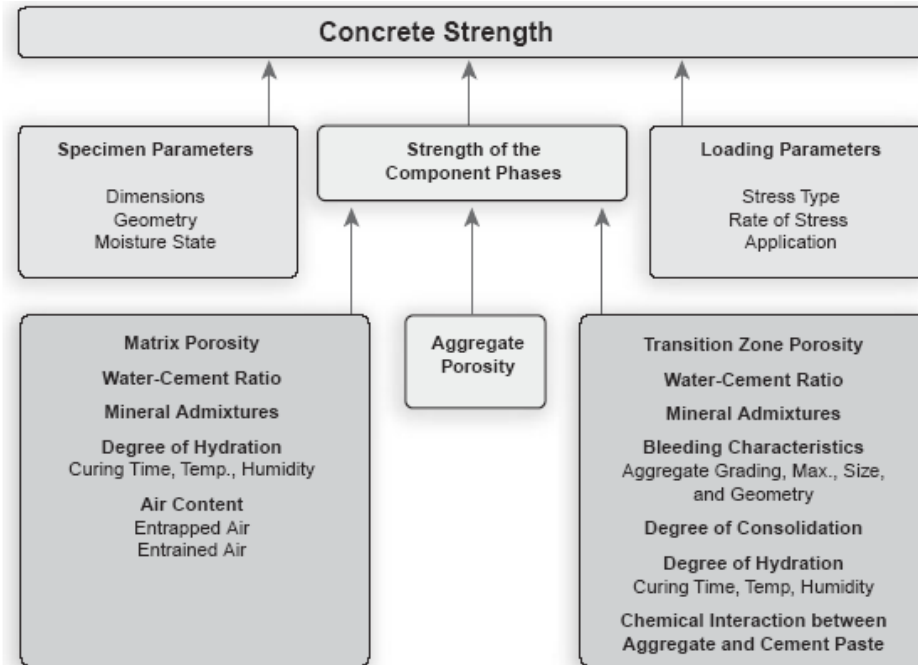 Concrete Strength
Specimen Parameters
Dimensions
Geometry
Moisture State
Strength of the
Component Phases
Loading Parameters
Stress Type
Rate of Stress
Application
Matrix Porosity
Water-Cement Ratio
Mineral Admixtures
Degree of Hydration
Curing Time, Temp., Humidity
Air Content
Entrapped Air
Entrained Air
Aggregate
Porosity
Transition Zone Porosity
Water-Cement Ratio
Mineral Admixtures
Bleeding Characteristics
Aggregate Grading, Max., Size,
and Geometry
Degree of Consolidation
Degree of Hydration
Curing Time, Temp, Humidity
Chemical Interaction between
Aggregate and Cement Paste